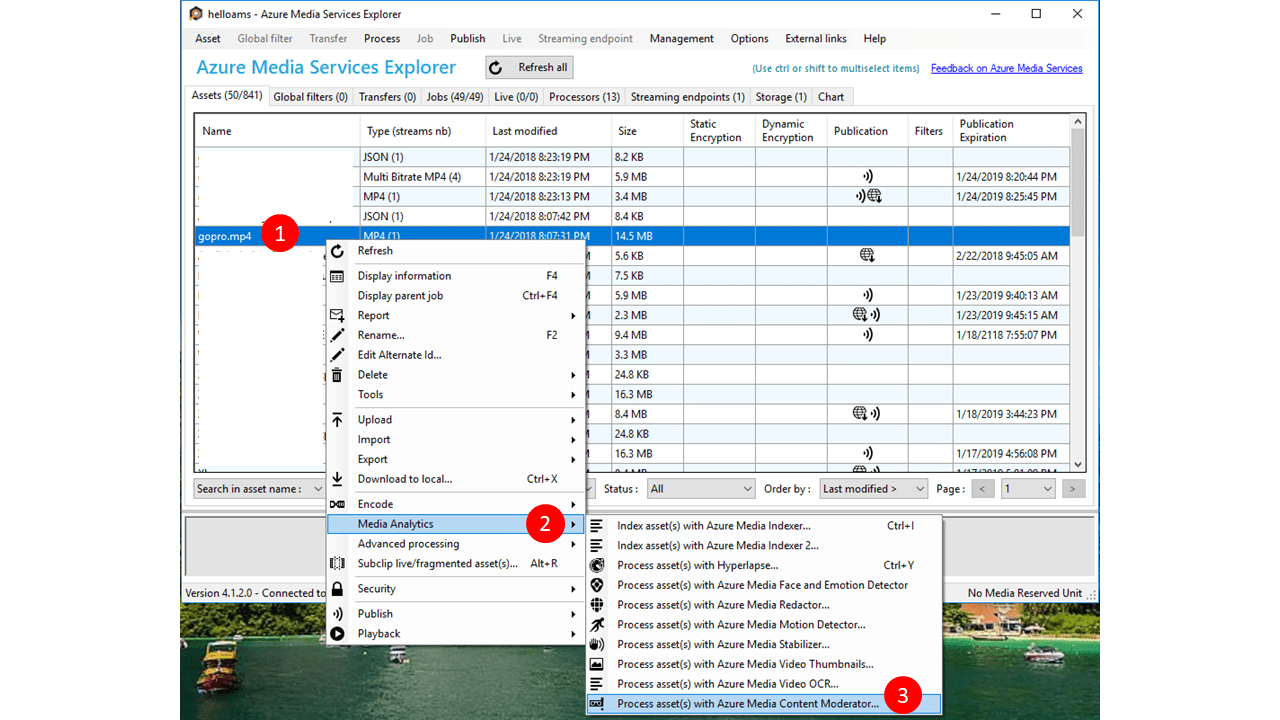 helloams - Azure Media Services Explorer
Asset Global filter Transfer Process Job Publish Live Streaming endpoint Management Options External links Help
Azure Media Services Explorer Refresh all (Use ctrl or shift to multiselect items) Feedback on Azure Media Services
Assets (50/841) Global filters (0) Transfers (0) Jobs (49/49) Live (0/0) Processors (13) Streaming endpoints (1) Storage (1) Chart
Name Type (streams nb) Last modified Size Static Encryption Dynamic Encryption Publication Filters Publication Expiration
JSON (1) 1/24/2018 8:23:19 PM 8.2 KB
Multi Bitrate MP4 (4) 1/24/2018 8:23:19 PM 5.9 MB 1/24/2019 8:20:44 PM
MP4 (1) 1/24/2018 8:23:13 PM 3.4 MB 1/24/2019 8:25:45 PM
JSON (1) 1/24/2018 8:07:42 PM 8.4 KB
gopro.mp4 1 MP4 (1) 1/24/2018 8:07:31 PM 14.5 MB
Refresh 5.6 KB 2/22/2018 9:45:05 AM
Display information F4 7.5 KB
Display parent job Ctrl+F4 5.9 MB 1/23/2019 9:40:13 AM
Report 2.3 MB 1/23/2019 9:45:15 AM
Rename... F2 9.4 MB 1/18/2118 7:55:07 PM
Edit Alternate Id... 3.3 MB
Delete 24.8 KB
Tools 16.3 MB
Upload 8.4 MB 1/18/2019 3:44:23 PM
Import 24.8 KB
Export 16.3 MB 1/17/2019 4:56:08 PM
Download to local... Ctrl+X
Search in asset name : Status : All Order by : Last modified > Page : < 1 >
Encode
Media Analytics 2
Advanced processing
Subclip live/fragmented asset(s)... Alt+R
Security
Publish
Playback
Index asset(s) with Azure Media Indexer... Ctrl+I
Index asset(s) with Azure Media Indexer 2...
Process asset(s) with Hyperlapse... Ctrl+Y
Process asset(s) with Azure Media Face and Emotion Detector
Process asset(s) with Azure Media Redactor...
Process asset(s) with Azure Media Motion Detector...
Process asset(s) with Azure Media Stabilizer...
Process asset(s) with Azure Media Video Thumbnails...
Process asset(s) with Azure Media Video OCR...
Process asset(s) with Azure Media Content Moderator... 3
Version 4.1.2.0 - Connected to No Media Reserved Unit